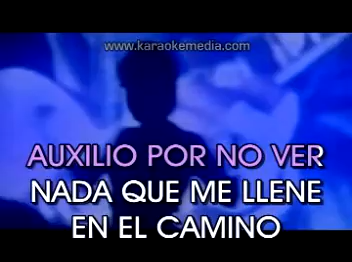 www.karaokemedia.com
AUXILIO POR NO VER
NADA QUE ME LLENE
EN EL CAMINO